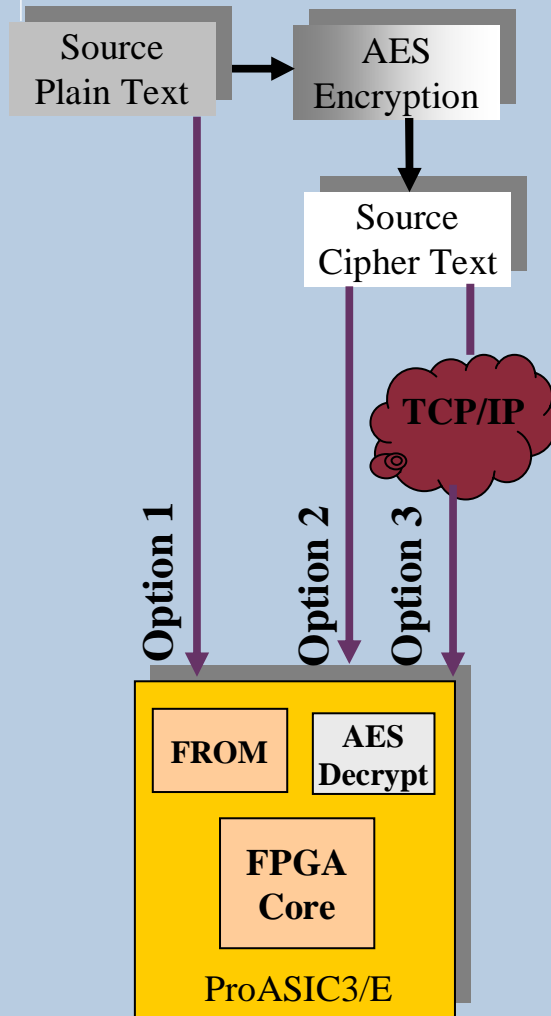 Source
Plain Text
AES
Encryption
Source
Cipher Text
TCP/IP
Option 1
Option 2
Option 3
FROM
AES
Decrypt
FPGA
Core
ProASIC3/E